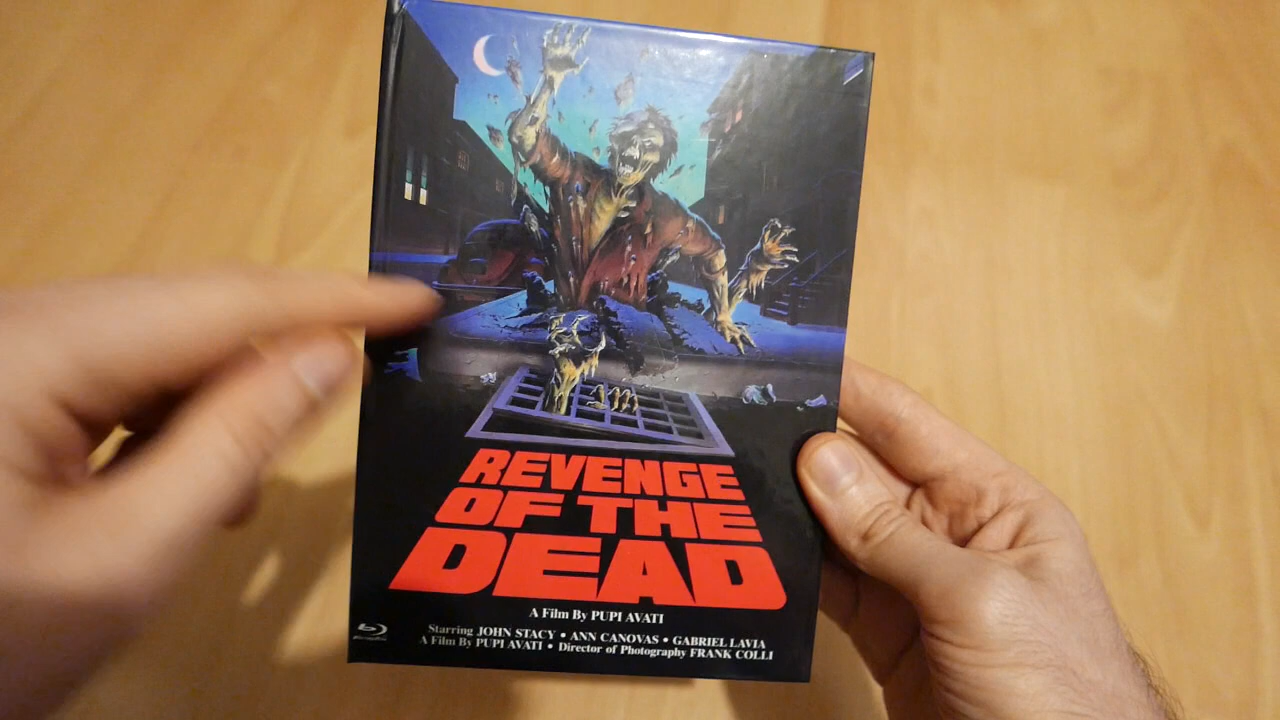 REVENGE
OF THE
DEAD
A Film By PUPI AVATI
Starring JOHN STACY • ANN CANOVAS • GABRIEL LAVIA
A Film By PUPI AVATI • Director of Photography FRANK COLLI